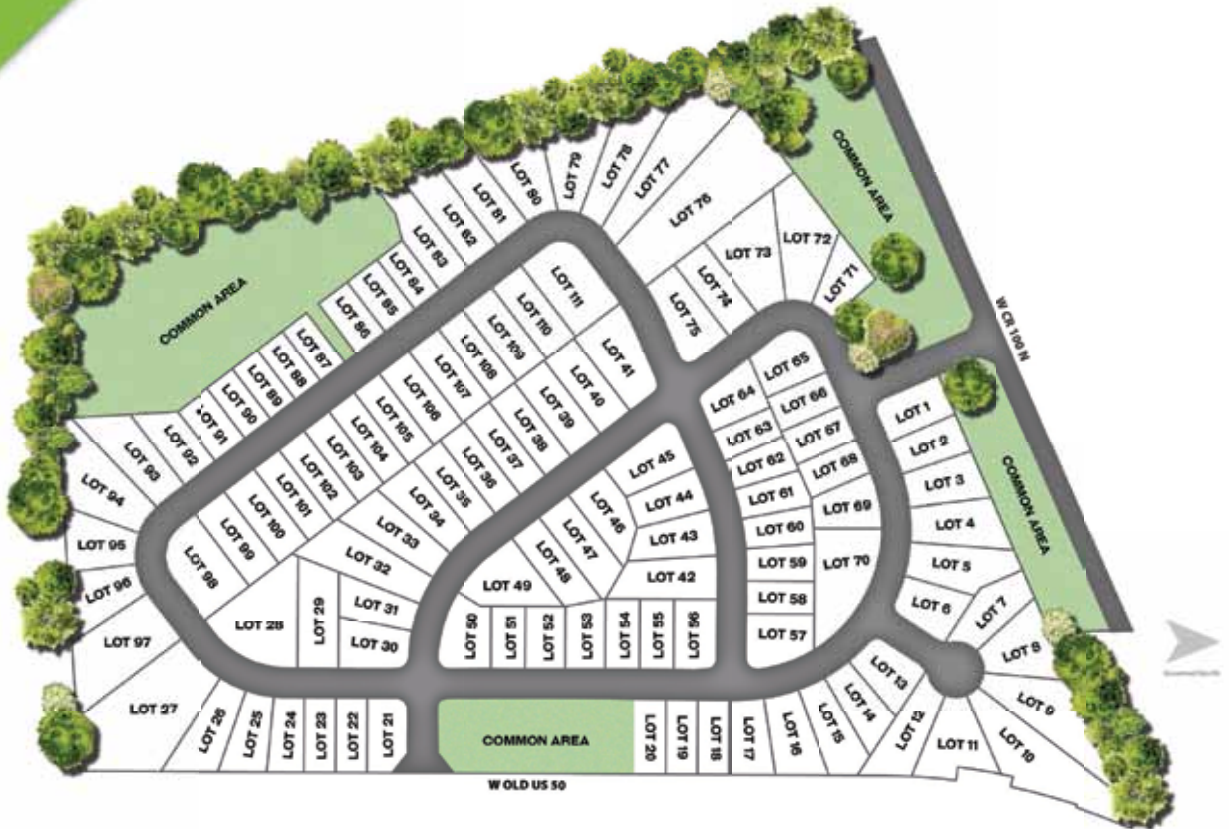 COMMON AREA
LOT 79
LOT 78
LOT 77
LOT 80
LOT 81
LOT 62
LOT 83
LOT 84
LOT 85
LOT 86
LOT 76
LOT 72
LOT 73
LOT 71
LOT 74
LOT 75
COMMON AREA
W CR 100 N
LOT 111
LOT 110
LOT 109
LOT 108
LOT 107
LOT 106
LOT 105
LOT 104
LOT 103
LOT 102
LOT 101
LOT 100
LOT 99
LOT 98
LOT 87
LOT 88
LOT 89
LOT 90
LOT 91
LOT 92
LOT 93
LOT 94
LOT 95
LOT 96
LOT 97
LOT 41
LOT 40
LOT 39
LOT 38
LOT 37
LOT 36
LOT 35
LOT 34
LOT 33
LOT 32
LOT 31
LOT 30
LOT 29
LOT 28
LOT 65
LOT 64
LOT 66
LOT 63
LOT 67
LOT 62
LOT 68
LOT 61
LOT 69
LOT 60
LOT 59
LOT 70
LOT 58
LOT 57
LOT 45
LOT 44
LOT 46
LOT 43
LOT 47
LOT 42
LOT 48
LOT 49
LOT 50
LOT 51
LOT 52
LOT 53
LOT 54
LOT 55
LOT 56
LOT 1
LOT 2
LOT 3
LOT 4
LOT 5
LOT 6
LOT 7
LOT 8
LOT 9
LOT 10
LOT 11
LOT 12
LOT 13
LOT 14
LOT 15
LOT 16
LOT 17
LOT 18
LOT 19
LOT 20
COMMON AREA
COMMON AREA
LOT 21
LOT 22
LOT 23
LOT 24
LOT 25
LOT 26
LOT 27
W OLD US 50